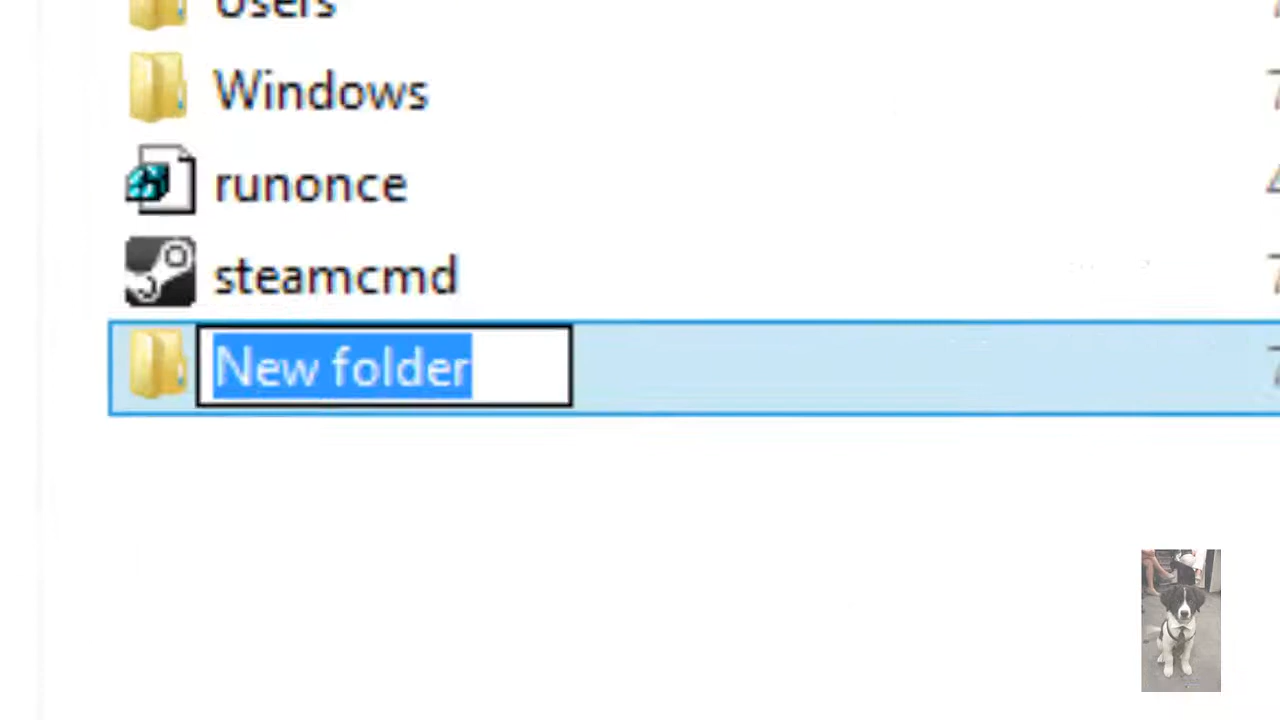 Users
Windows
runonce
steamcmd
New folder